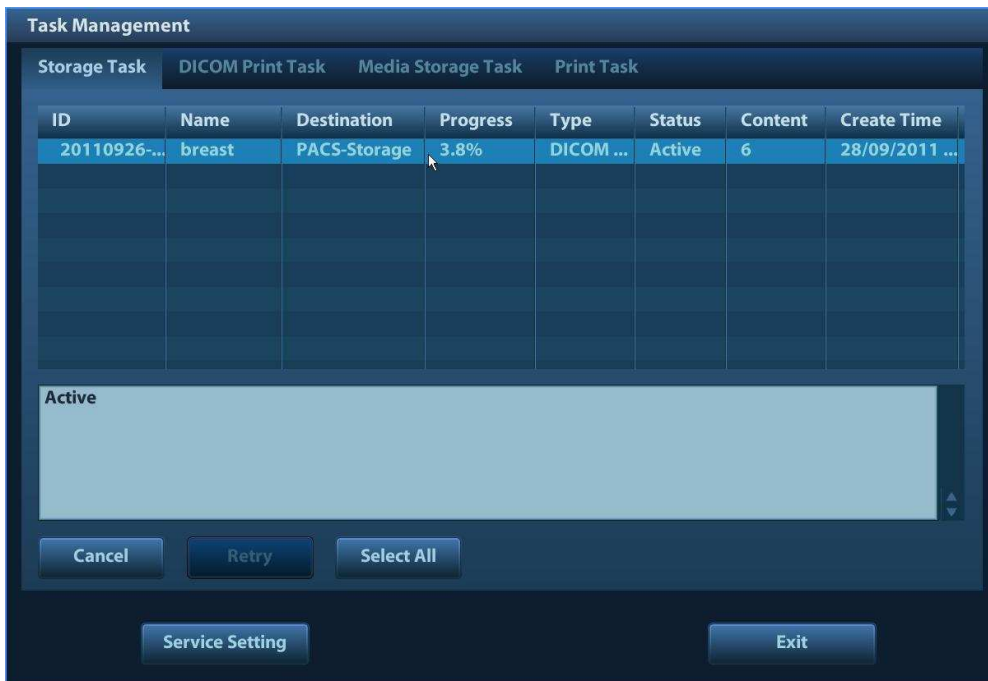 Task Management
Storage Task DICOM Print Task Media Storage Task Print Task
ID Name Destination Progress Type Status Content Create Time
20110926-... breast PACS-Storage 3.8% DICOM ... Active 6 28/09/2011 ...
Active
Cancel Retry Select All
Service Setting Exit